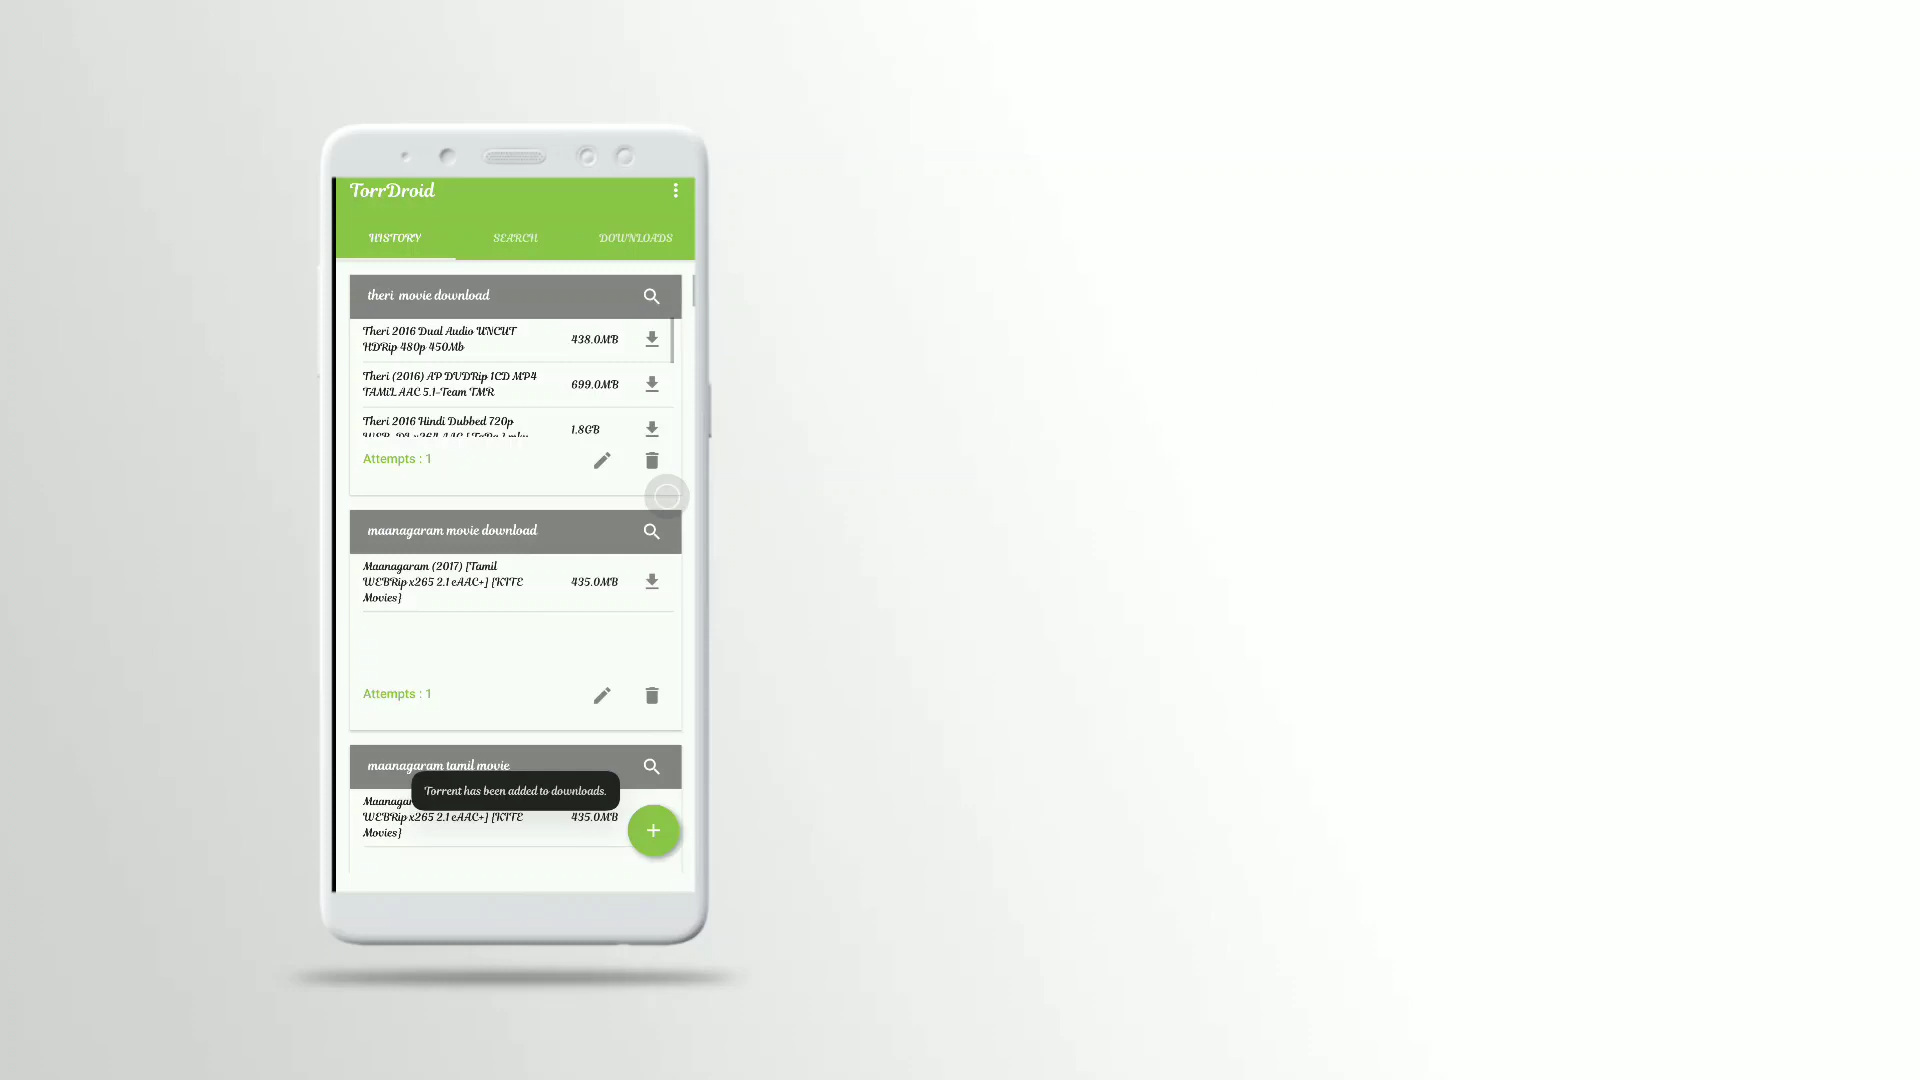 TorrDroid
HISTORY
SEARCH
DOWNLOADS
theri movie download
Theri 2016 Dual Audio UNCUT
HDRip 480p 450Mb
438.0MB
Theri (2016) AP DVDRip 1CD MP4
TAMiL AAC 5.1-Team TMR
699.0MB
Theri 2016 Hindi Dubbed 720p
1.8GB
Attempts : 1
maanagaram movie download
Maanagaram (2017) [Tamil
WEBRip x265 2.1 eAAC+] [KITE
Movies]
435.0MB
Attempts : 1
maanagaram tamil movie
Torrent has been added to downloads.
WEBRip x265 2.1 eAAC+] [KITE
Movies]
435.0MB